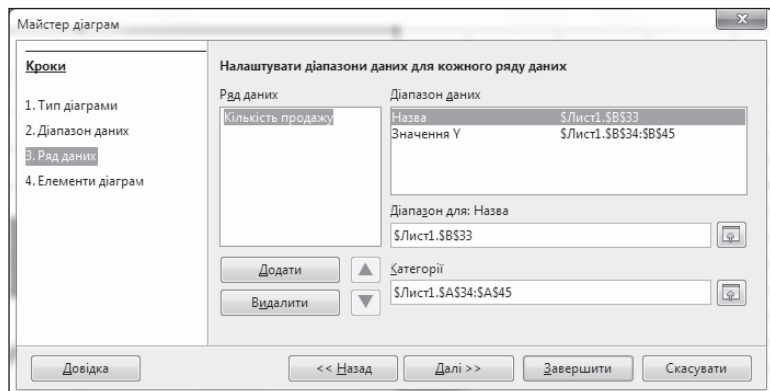 Майстер діаграм
Кроки
1. Тип діаграми
2. Діапазон даних
3. Ряд даних
4. Елементи діаграм
Налаштувати діапазони даних для кожного ряду даних
Ряд даних
Кількість продажу
Діапазон даних
Назва $Лист1.$B$33
Значення Y $Лист1.$B$34:$B$45
Діапазон для: Назва
$Лист1.$B$33
Категорії
$Лист1.$A$34:$A$45
Додати
Видалити
Довідка
<< Назад
Далі >>
Завершити
Скасувати